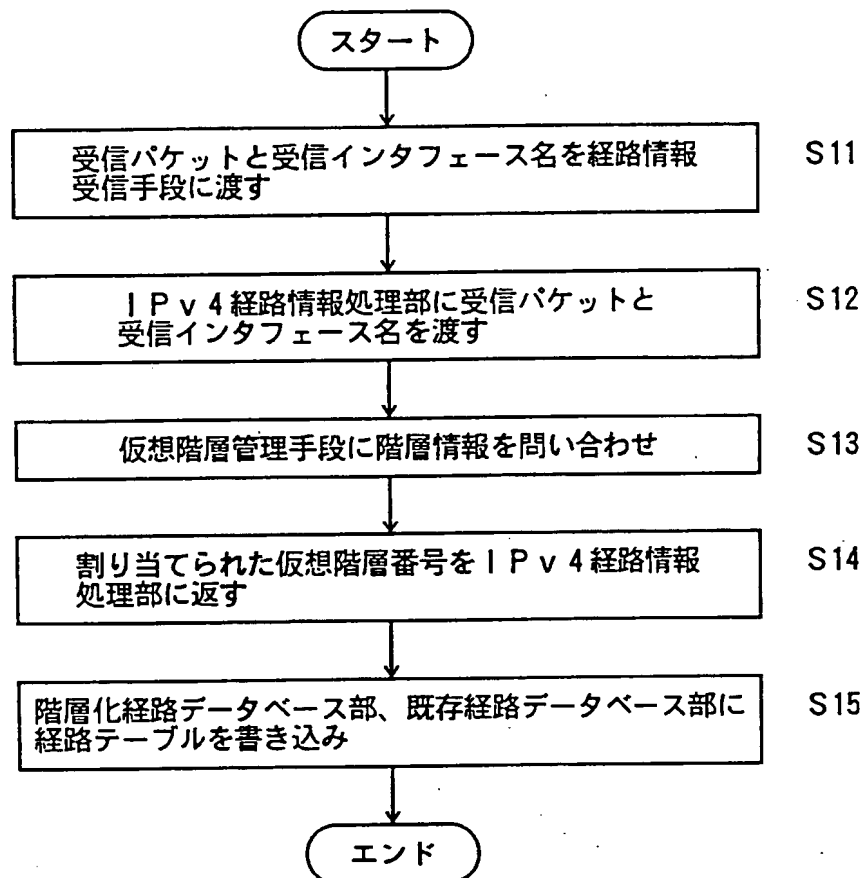 スタート
受信パケットと受信インタフェース名を経路情報
受信手段に渡す
S11
IPv4経路情報処理部に受信パケットと
受信インタフェース名を渡す
S12
仮想階層管理手段に階層情報を問い合わせ
S13
割り当てられた仮想階層番号をIPv4経路情報
処理部に返す
S14
階層化経路データベース部、既存経路データベース部に
経路テーブルを書き込み
S15
エンド